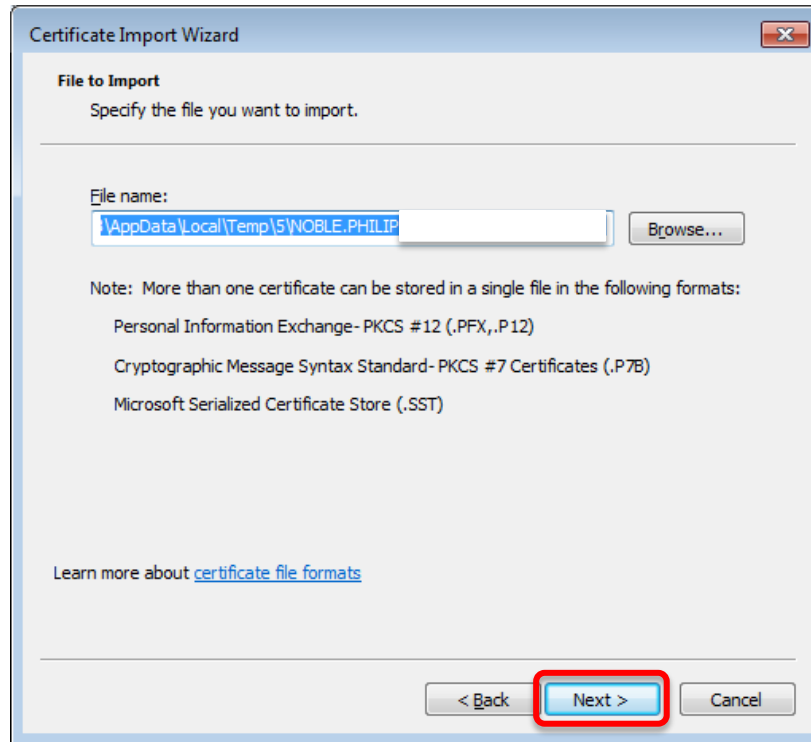 Certificate Import Wizard
File to Import
Specify the file you want to import.
File name:
:\AppData\Local\Temp\5\NOBLE.PHILIP
Browse...
Note: More than one certificate can be stored in a single file in the following formats:
Personal Information Exchange- PKCS #12 (.PFX,.P12)
Cryptographic Message Syntax Standard- PKCS #7 Certificates (.P7B)
Microsoft Serialized Certificate Store (.SST)
Learn more about certificate file formats
< Back
Next >
Cancel